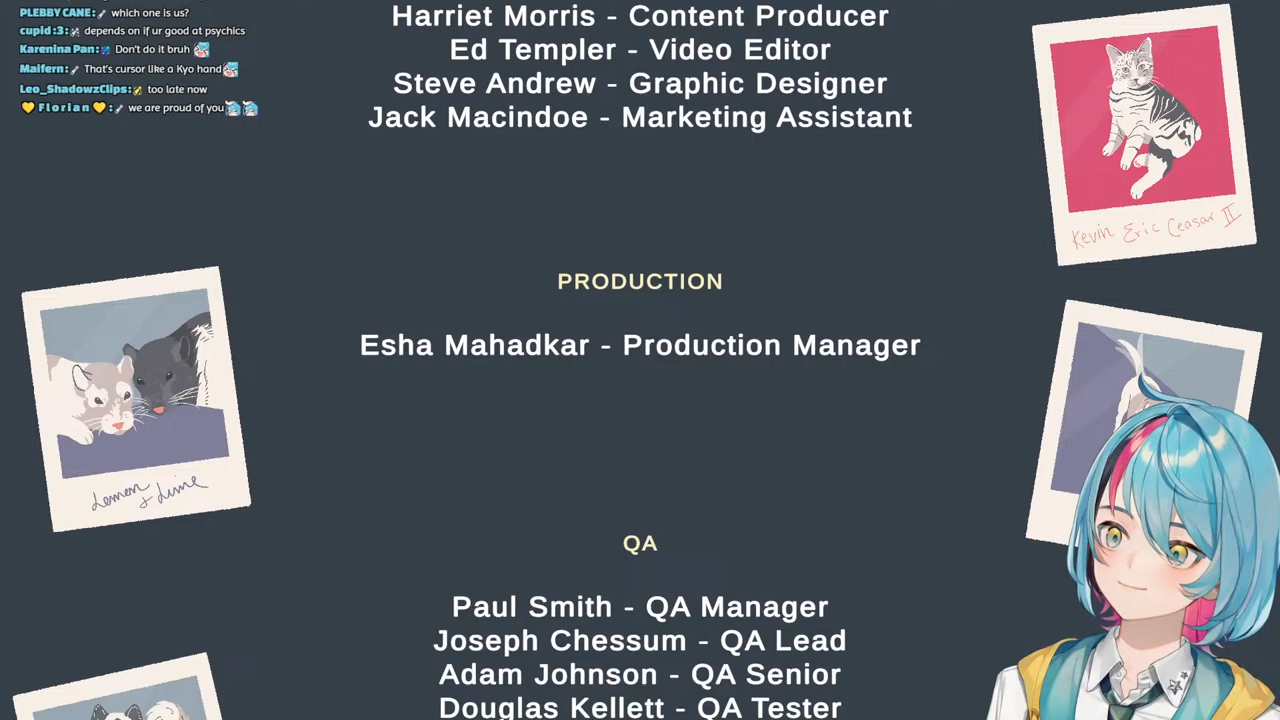 PLEBBY CANE: which one is us?
cupid :3: depends on if ur good at psychics
Karenina Pan: Don't do it bruh
Maifern: That's cursor like a Kyo hand
Leo_ShadowzClips: too late now
F l o r i a n : we are proud of you
Harriet Morris - Content Producer
Ed Templer - Video Editor
Steve Andrew - Graphic Designer
Jack Macindoe - Marketing Assistant
Kevin Eric Ceasar II
PRODUCTION
Esha Mahadkar - Production Manager
Lemon + Lime
QA
Paul Smith - QA Manager
Joseph Chessum - QA Lead
Adam Johnson - QA Senior
Douglas Kellett - QA Tester